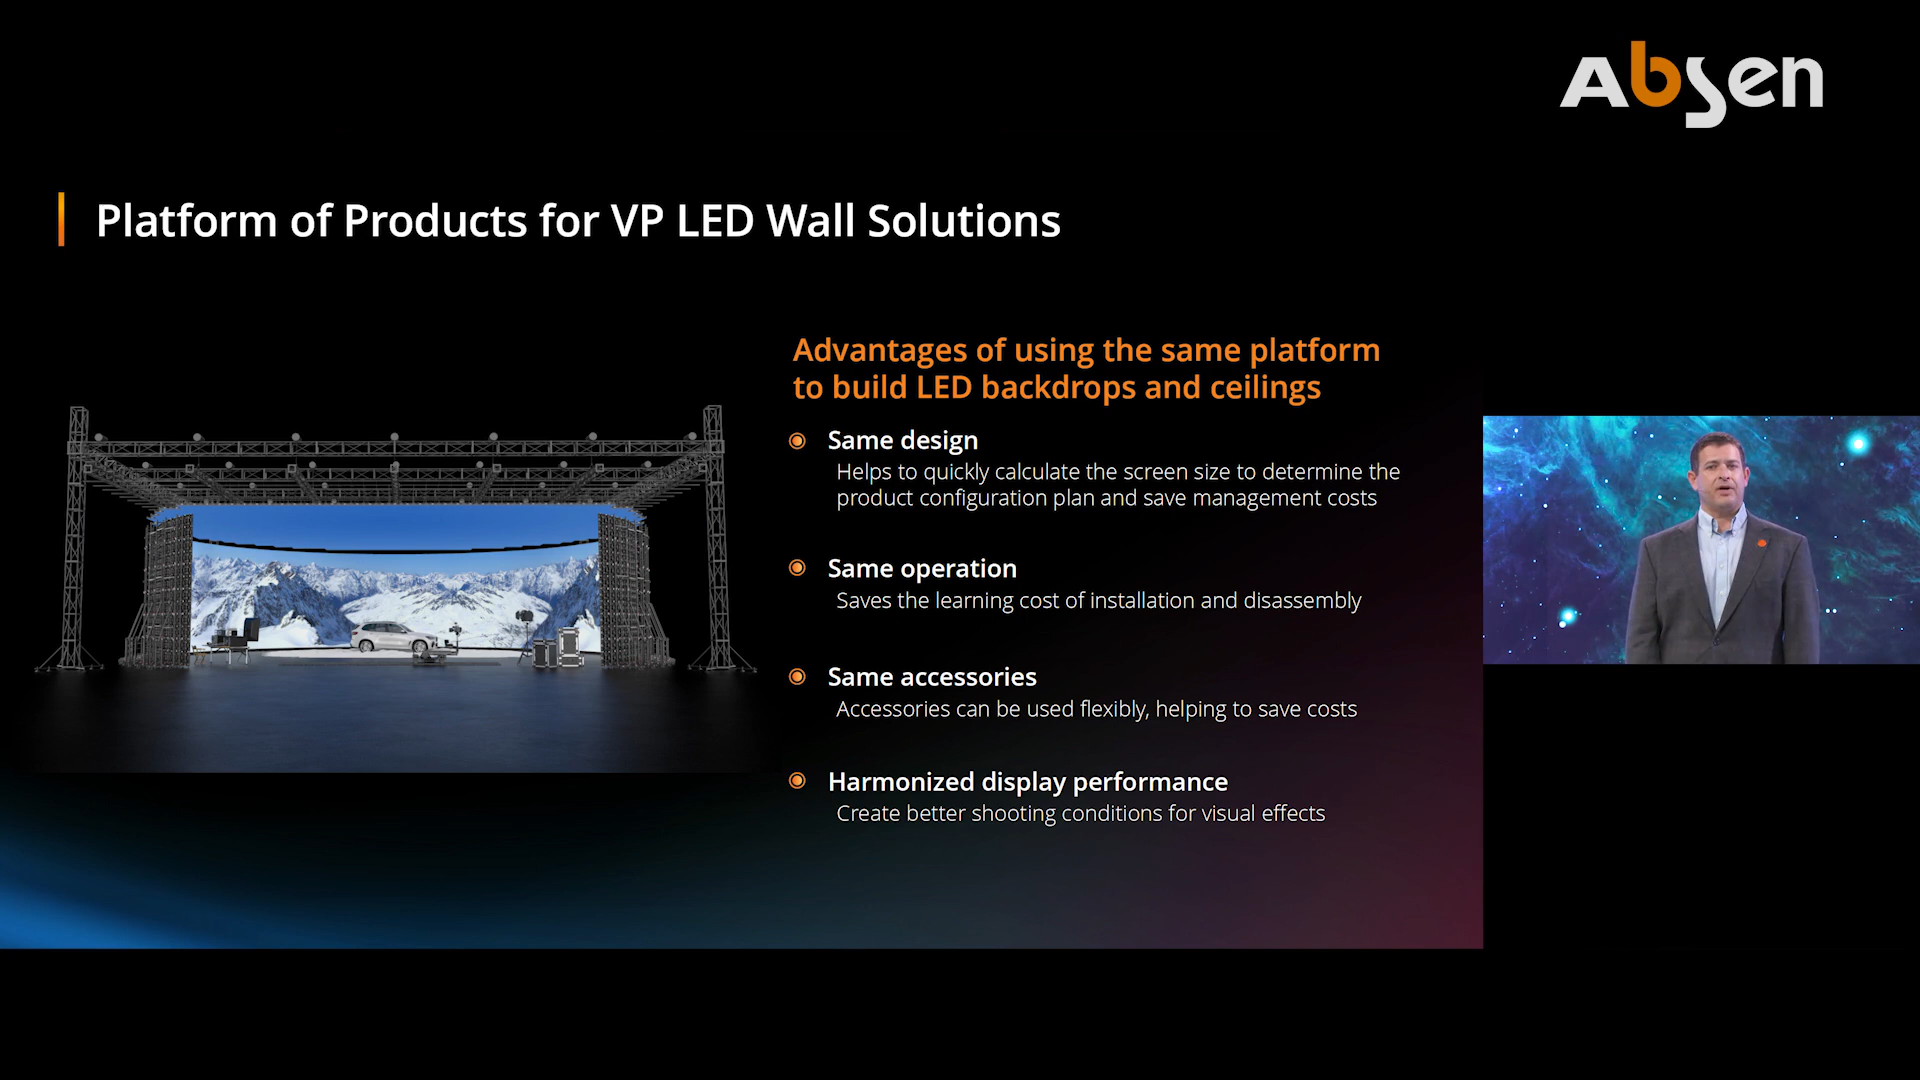 Absen
Platform of Products for VP LED Wall Solutions
Advantages of using the same platform
to build LED backdrops and ceilings
Same design
Helps to quickly calculate the screen size to determine the
product configuration plan and save management costs
Same operation
Saves the learning cost of installation and disassembly
Same accessories
Accessories can be used flexibly, helping to save costs
Harmonized display performance
Create better shooting conditions for visual effects